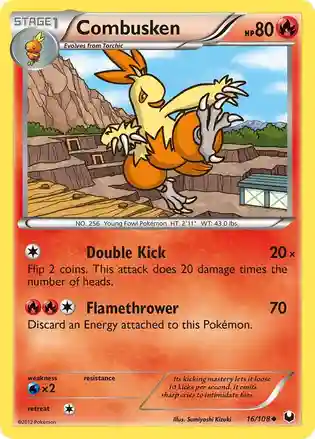 STAGE1
Combusken
HP80
Evolves from Torchic
NO. 256 Young Fowl Pokémon HT: 2'11" WT: 43.0 lbs.
Double Kick 20×
Flip 2 coins. This attack does 20 damage times
the number of heads.
Flamethrower 70
Discard an Energy attached to this Pokémon.
weakness resistance
×2
Its kicking mastery lets it loose
10 kicks per second. It emits
sharp cries to intimidate foes.
retreat
Illus. Sumiyoshi Kizuki 16/108
©2012 Pokémon